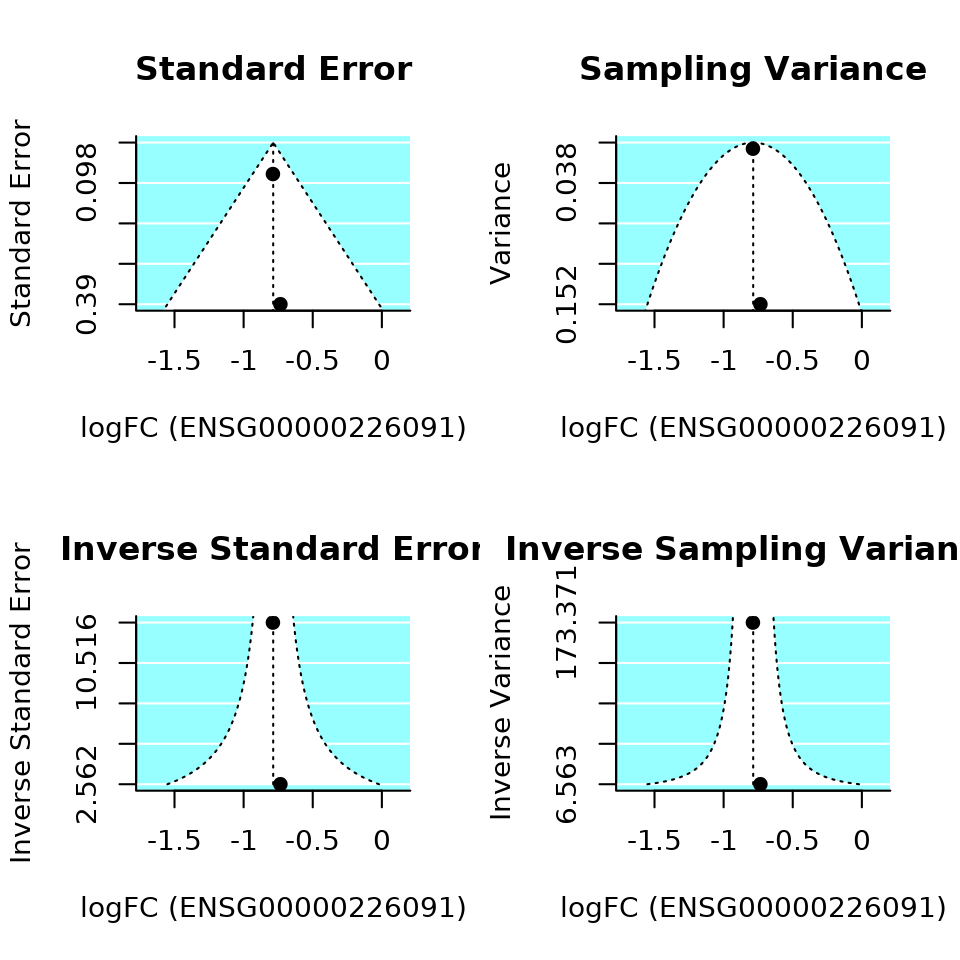 Standard Error
Standard Error
0.098
0.39
-1.5 -1 -0.5 0
logFC (ENSG00000226091)
Sampling Variance
Variance
0.038
0.152
-1.5 -1 -0.5 0
logFC (ENSG00000226091)
Inverse Standard Error
Inverse Standard Error
10.516
2.562
-1.5 -1 -0.5 0
logFC (ENSG00000226091)
Inverse Sampling Varian
Inverse Variance
173.371
6.563
-1.5 -1 -0.5 0
logFC (ENSG00000226091)